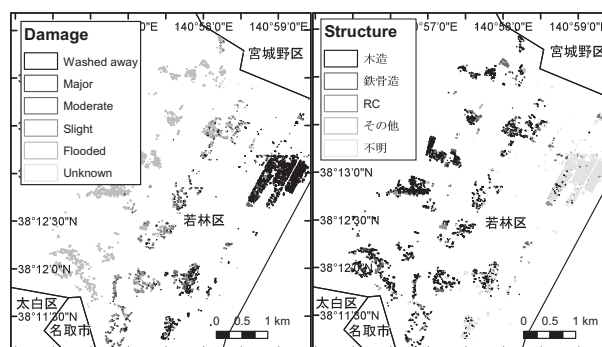 Damage
Washed away
Major
Moderate
Slight
Flooded
Unknown
0"E
140°59'0"E
宮城野区
38°12'30"N
若林区
38°12'0"N
太白区
38°11'30"N
名取市
0 0.5 1 km
Structure
木造
鉄骨造
RC
その他
不明
°57'0"E
140°58'0"E
140°59'0"E
宮城野区
38°13'0"N
38°12'30"N
若林区
38°12'0"N
太白区
38°11'30"N
名取市
0 0.5 1 km